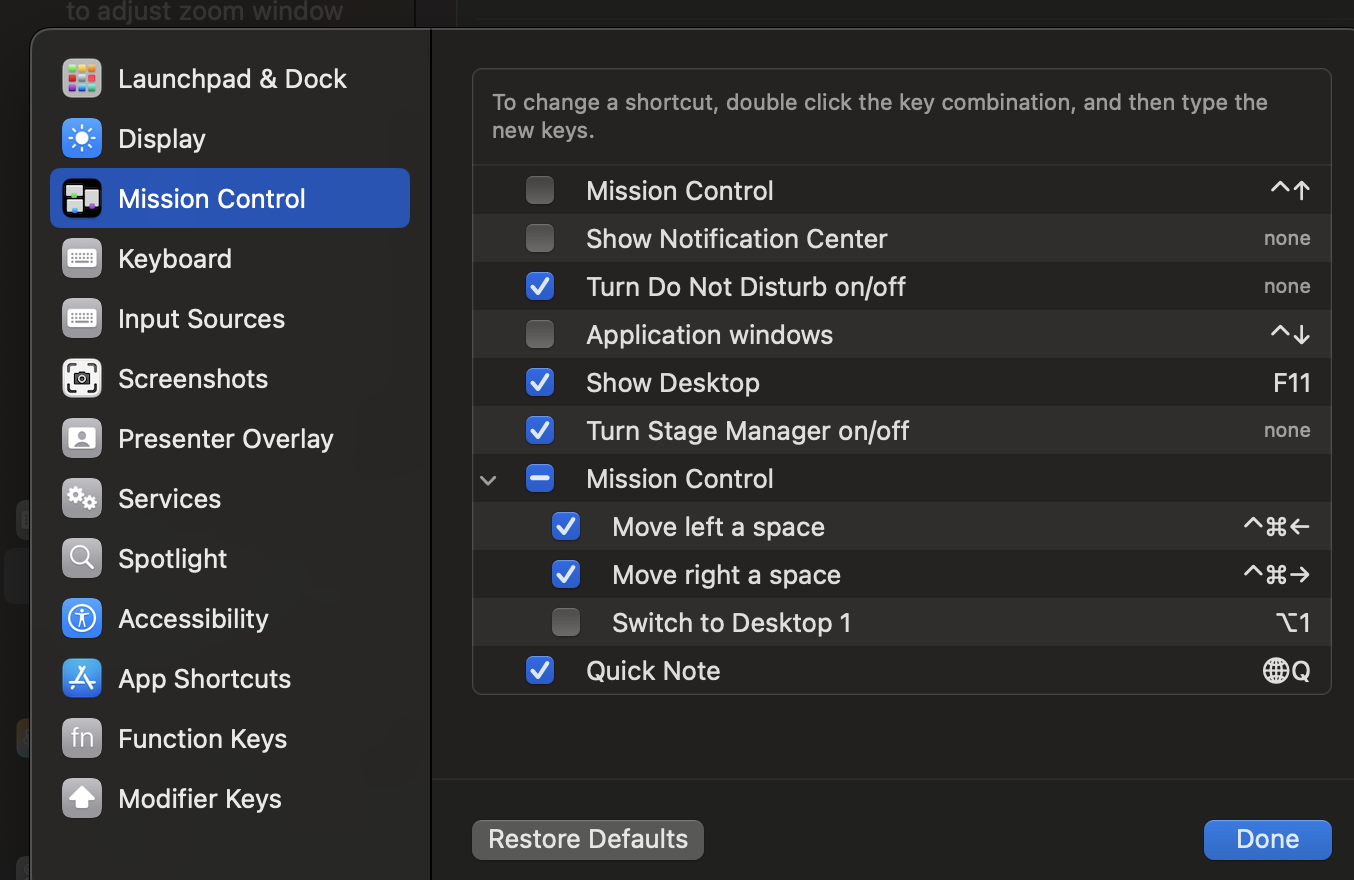 to adjust zoom window
Launchpad & Dock
Display
Mission Control
Keyboard
Input Sources
Screenshots
Presenter Overlay
Services
Spotlight
Accessibility
App Shortcuts
fn Function Keys
Modifier Keys
To change a shortcut, double click the key combination, and then type the
new keys.
Mission Control ^↑
Show Notification Center none
Turn Do Not Disturb on/off none
Application windows ^↓
Show Desktop F11
Turn Stage Manager on/off none
Mission Control
Move left a space ^⌘←
Move right a space ^⌘→
Switch to Desktop 1 ⌥1
Quick Note 🌐Q
Restore Defaults
Done